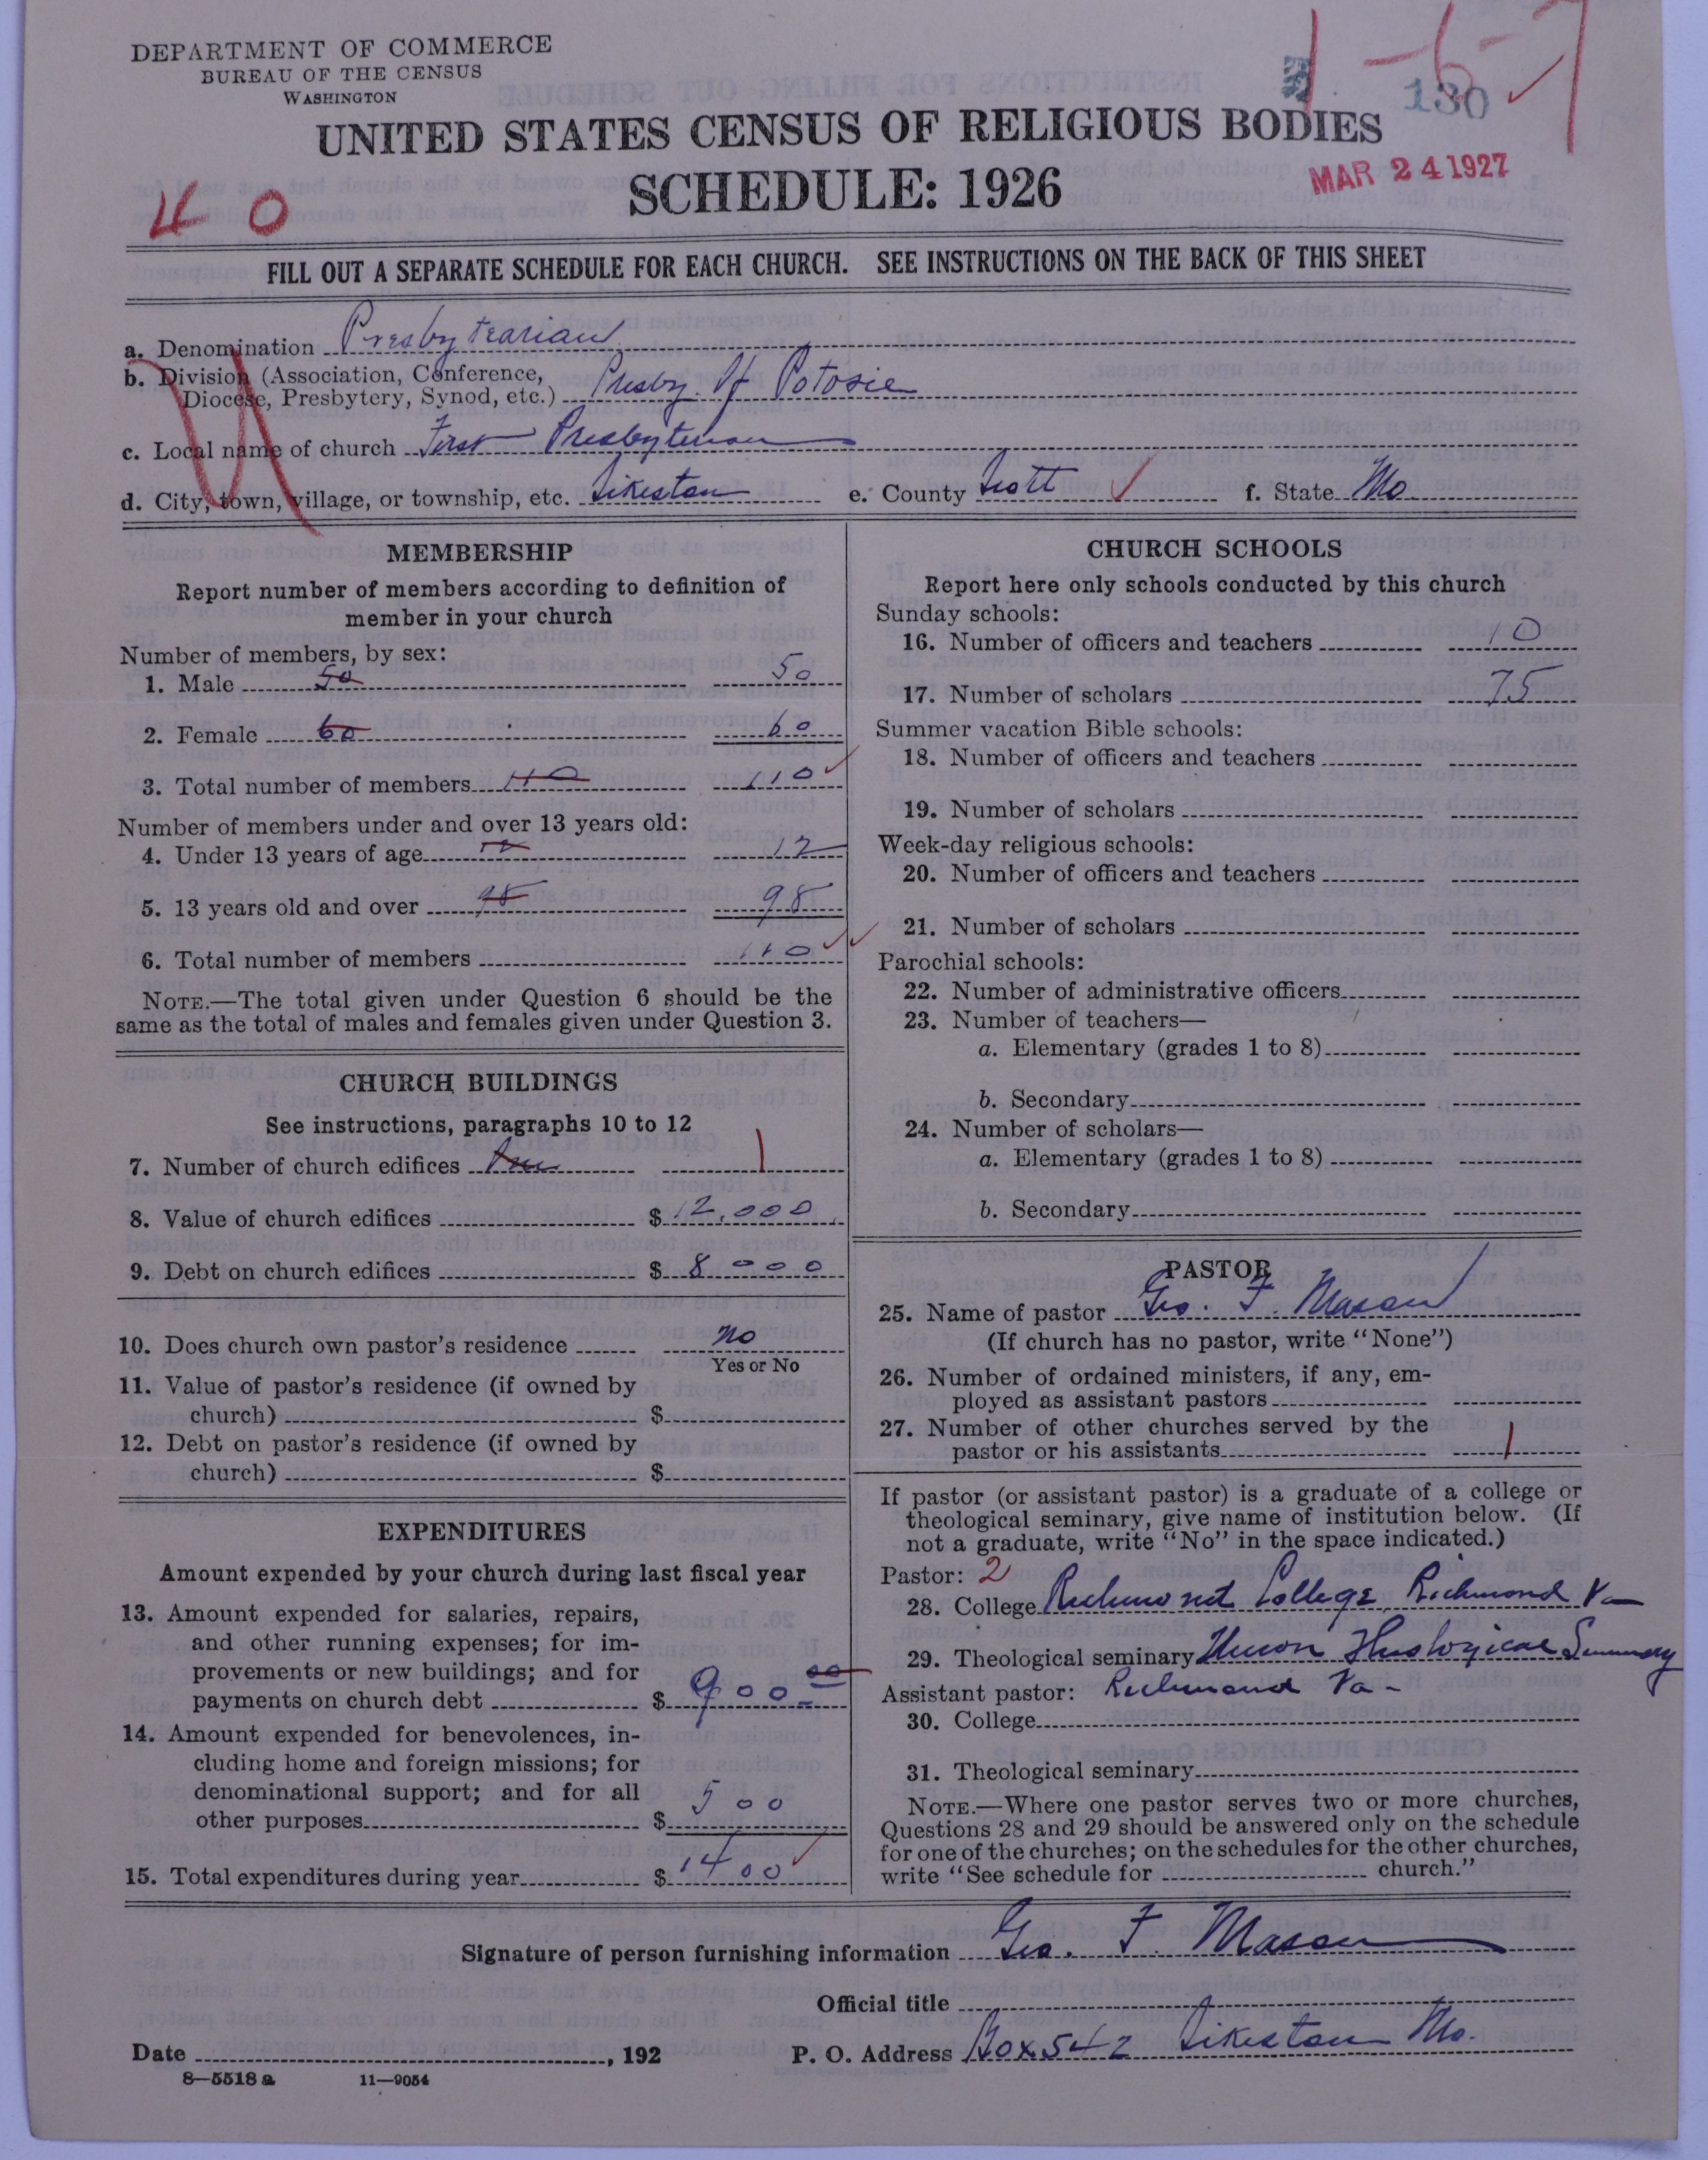 DEPARTMENT OF COMMERCE
BUREAU OF THE CENSUS
WASHINGTON
1-6-7
130
UNITED STATES CENSUS OF RELIGIOUS BODIES
SCHEDULE: 1926
MAR 24 1927
40
FILL OUT A SEPARATE SCHEDULE FOR EACH CHURCH. SEE INSTRUCTIONS ON THE BACK OF THIS SHEET
a. Denomination Presbytearian
b. Division (Association, Conference, Diocese, Presbytery, Synod, etc.) Presby. of Potosie
c. Local name of church First Presbyterian
d. City, town, village, or township, etc. Sikeston e. County Scott f. State Mo.
MEMBERSHIP
Report number of members according to definition of
member in your church
Number of members, by sex:
1. Male 50 50
2. Female 60 60
3. Total number of members 110 110
Number of members under and over 13 years old:
4. Under 13 years of age 12 12
5. 13 years old and over 98 98
6. Total number of members 110
NOTE.—The total given under Question 6 should be the
same as the total of males and females given under Question 3.
CHURCH BUILDINGS
See instructions, paragraphs 10 to 12
7. Number of church edifices One 1
8. Value of church edifices $ 12,000
9. Debt on church edifices $ 8000
10. Does church own pastor's residence no
Yes or No
11. Value of pastor's residence (if owned by
church) $
12. Debt on pastor's residence (if owned by
church) $
EXPENDITURES
Amount expended by your church during last fiscal year
13. Amount expended for salaries, repairs,
and other running expenses; for im-
provements or new buildings; and for
payments on church debt $ 900.00
14. Amount expended for benevolences, in-
cluding home and foreign missions; for
denominational support; and for all
other purposes $ 500
15. Total expenditures during year $ 1400
CHURCH SCHOOLS
Report here only schools conducted by this church
Sunday schools:
16. Number of officers and teachers 10
17. Number of scholars 75
Summer vacation Bible schools:
18. Number of officers and teachers
19. Number of scholars
Week-day religious schools:
20. Number of officers and teachers
21. Number of scholars
Parochial schools:
22. Number of administrative officers
23. Number of teachers—
a. Elementary (grades 1 to 8)
b. Secondary
24. Number of scholars—
a. Elementary (grades 1 to 8)
b. Secondary
PASTOR
25. Name of pastor Geo. F. Mason
(If church has no pastor, write "None")
26. Number of ordained ministers, if any, em-
ployed as assistant pastors
27. Number of other churches served by the
pastor or his assistants 1
If pastor (or assistant pastor) is a graduate of a college or
theological seminary, give name of institution below. (If
not a graduate, write "No" in the space indicated.)
Pastor: 2
28. College Richmond College, Richmond Va
29. Theological seminary Union Theological Seminary
Assistant pastor: Richmond Va-
30. College
31. Theological seminary
NOTE.—Where one pastor serves two or more churches,
Questions 28 and 29 should be answered only on the schedule
for one of the churches; on the schedules for the other churches,
write "See schedule for church."
Signature of person furnishing information Geo. F. Mason
Official title
Date , 192 P. O. Address Box 542 Sikeston Mo.
8—5518 a 11—9054